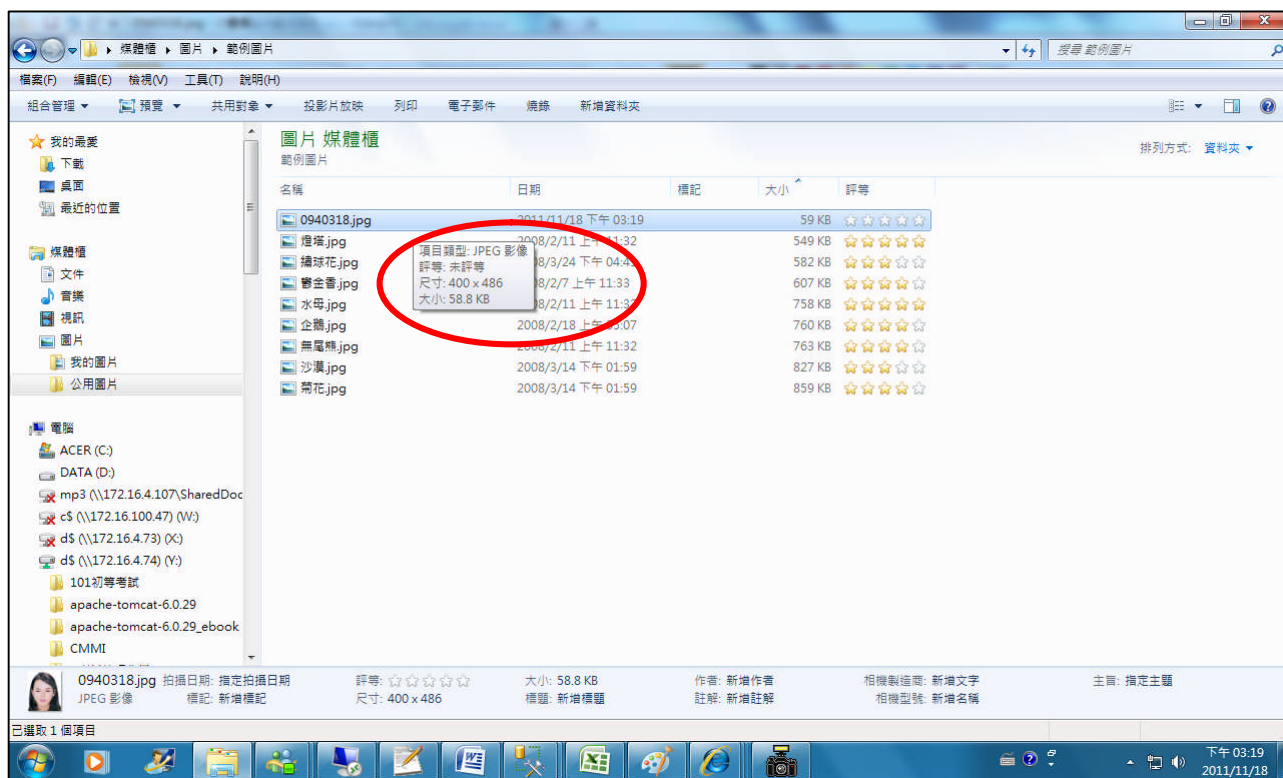 媒體櫃 ▸ 圖片 ▸ 範例圖片
搜尋 範例圖片
檔案(F) 編輯(E) 檢視(V) 工具(T) 說明(H)
組合管理 預覽 共用對象 投影片放映 列印 電子郵件 燒錄 新增資料夾
我的最愛
下載
桌面
最近的位置
媒體櫃
文件
音樂
視訊
圖片
我的圖片
公用圖片
電腦
ACER (C:)
DATA (D:)
mp3 (\\172.16.4.107\SharedDoc
c$ (\\172.16.100.47) (W:)
d$ (\\172.16.4.73) (X:)
d$ (\\172.16.4.74) (Y:)
101初等考試
apache-tomcat-6.0.29
apache-tomcat-6.0.29_ebook
CMMI
圖片 媒體櫃
範例圖片
排列方式: 資料夾
名稱 日期 標記 大小 評等
0940318.jpg 2011/11/18 下午 03:19 59 KB
燈塔.jpg 2008/2/11 上午 11:32 549 KB
繡球花.jpg 2008/3/24 下午 04:41 582 KB
鬱金香.jpg 2008/2/7 上午 11:33 607 KB
水母.jpg 2008/2/11 上午 11:32 758 KB
企鵝.jpg 2008/2/18 上午 05:07 760 KB
無尾熊.jpg 2008/2/11 上午 11:32 763 KB
沙漠.jpg 2008/3/14 下午 01:59 827 KB
菊花.jpg 2008/3/14 下午 01:59 859 KB
項目類型: JPEG 影像
評等: 未評等
尺寸: 400 x 486
大小: 58.8 KB
0940318.jpg 拍攝日期: 指定拍攝日期 評等: 大小: 58.8 KB 作者: 新增作者 相機製造商: 新增文字 主旨: 指定主題
JPEG 影像 標記: 新增標記 尺寸: 400 x 486 標題: 新增標題 註解: 新增註解 相機型號: 新增名稱
已選取 1 個項目
下午 03:19
2011/11/18